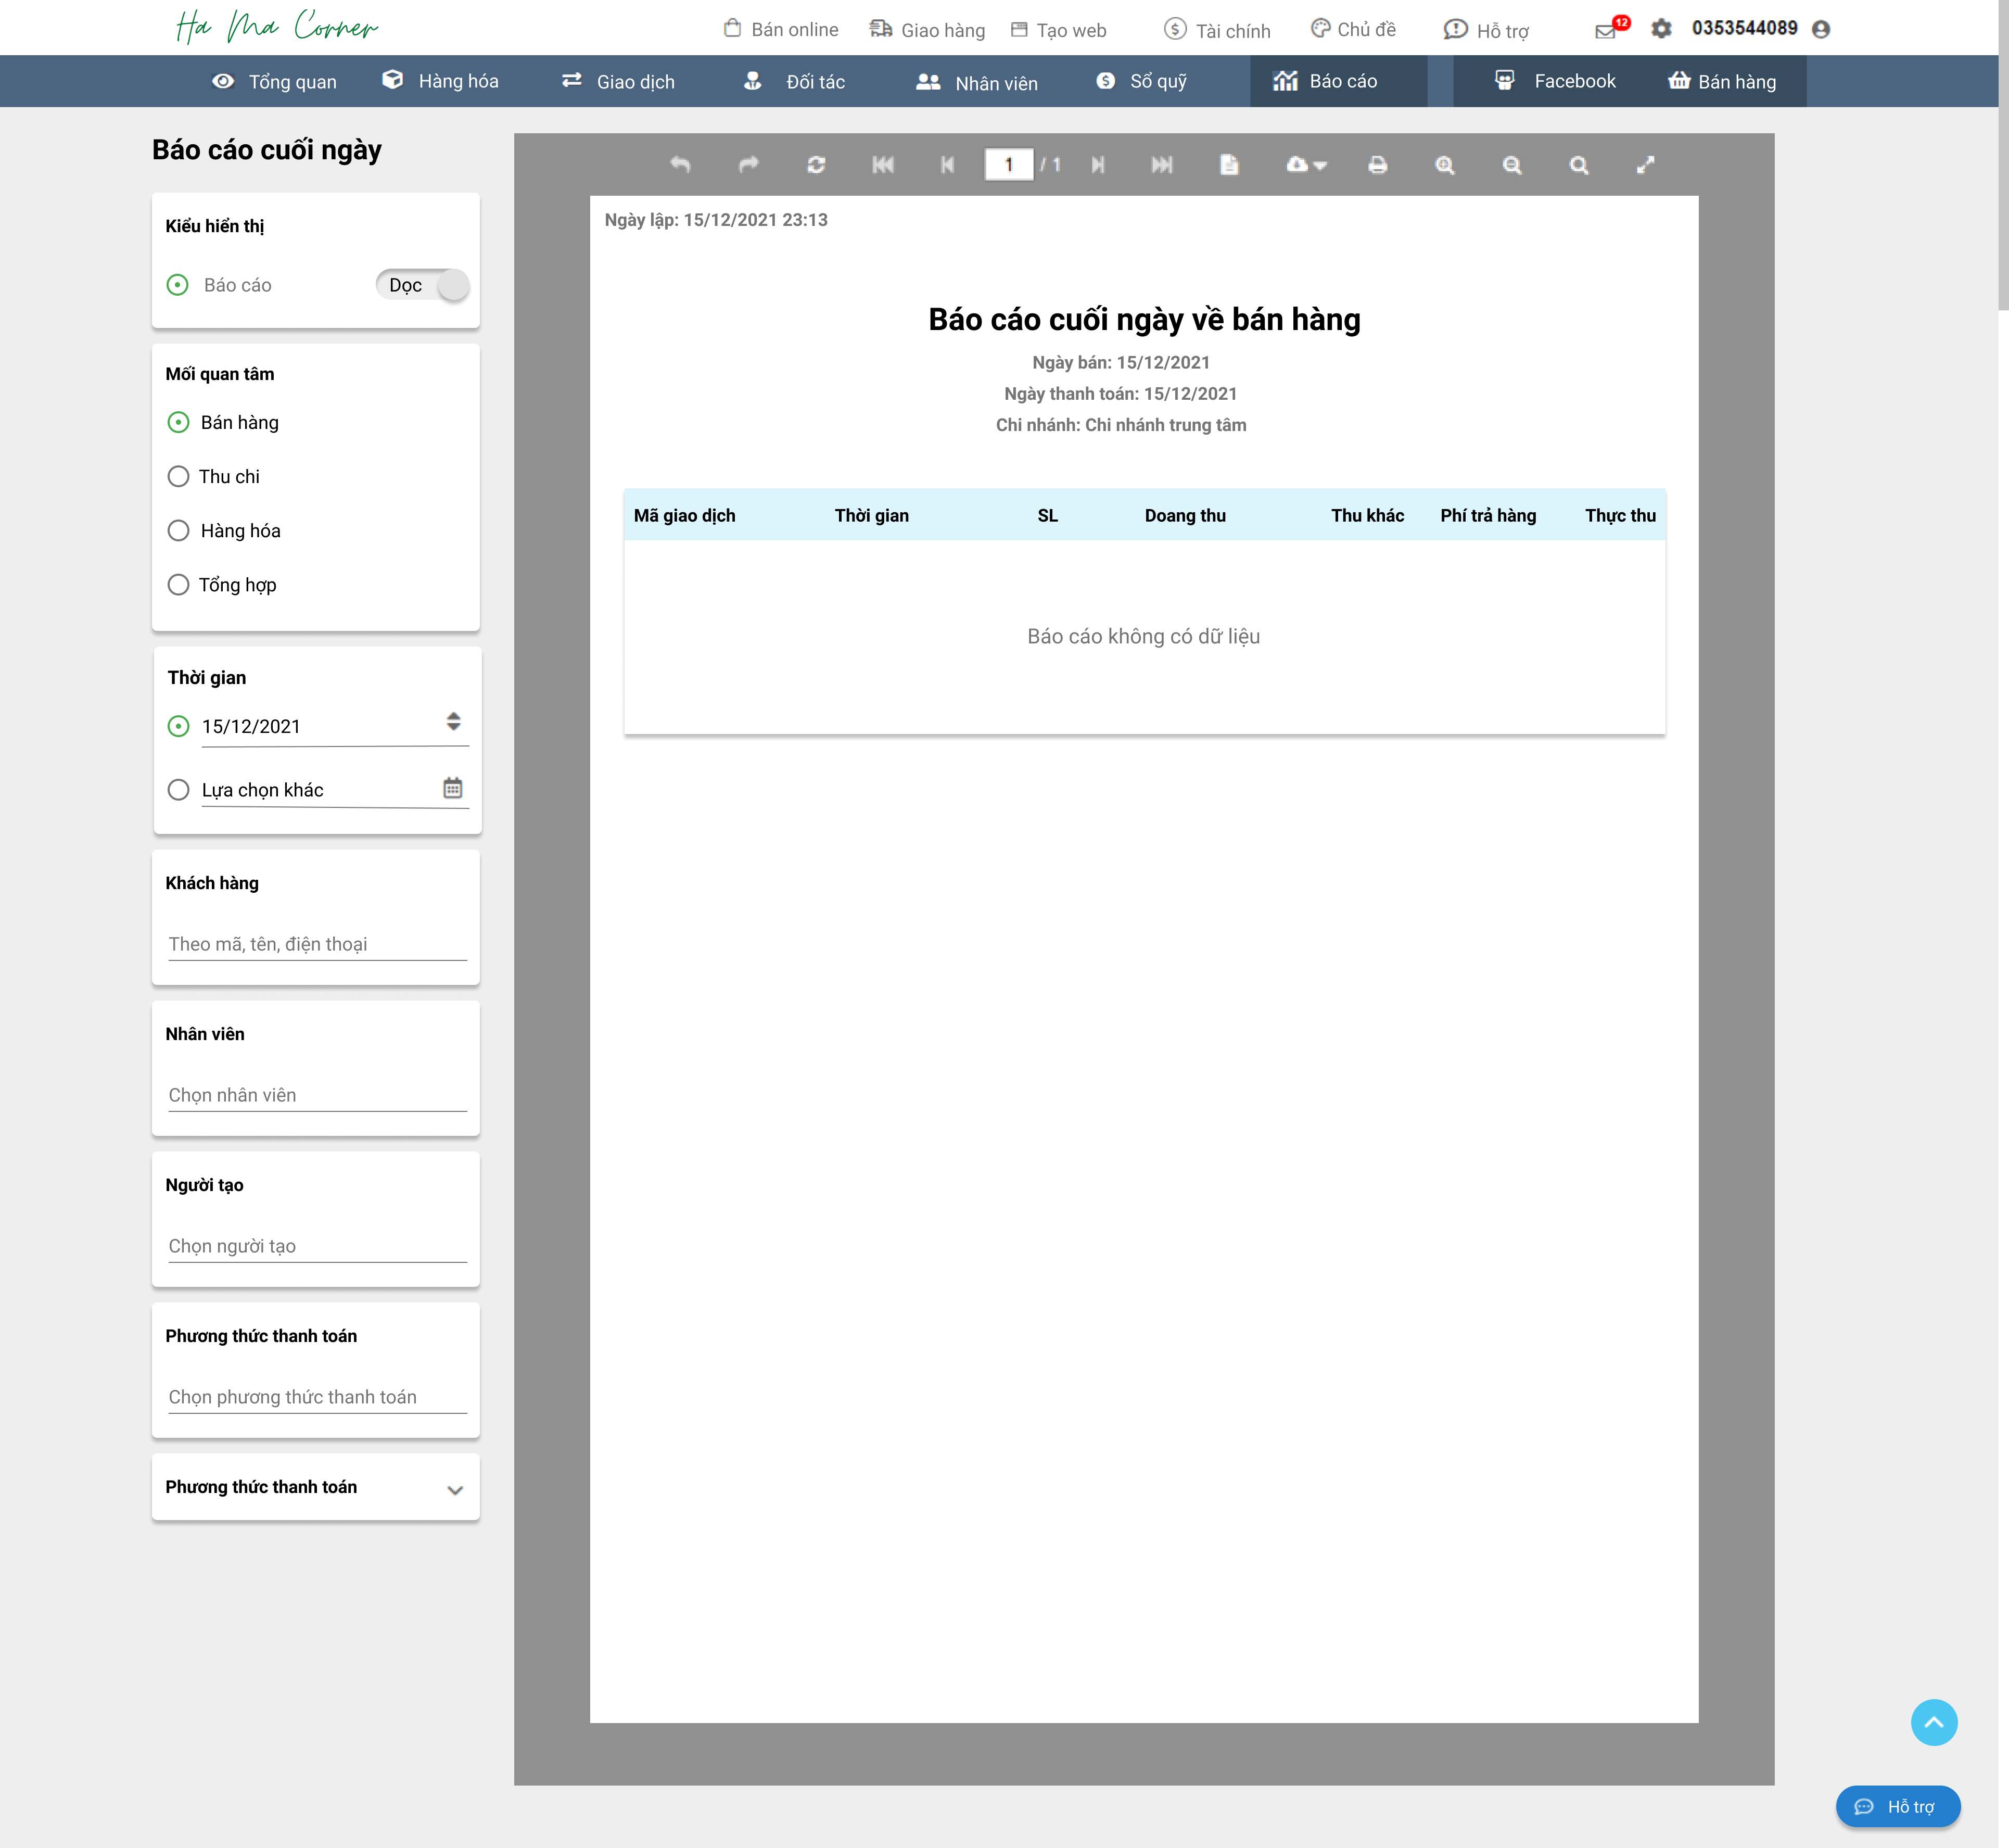 Ha Ma Corner
Bán online Giao hàng Tạo web Tài chính Chủ đề Hỗ trợ 12 0353544089
Tổng quan Hàng hóa Giao dịch Đối tác Nhân viên Sổ quỹ Báo cáo Facebook Bán hàng
Báo cáo cuối ngày
Kiểu hiển thị
Báo cáo Dọc
Mối quan tâm
Bán hàng
Thu chi
Hàng hóa
Tổng hợp
Thời gian
15/12/2021
Lựa chọn khác
Khách hàng
Theo mã, tên, điện thoại
Nhân viên
Chọn nhân viên
Người tạo
Chọn người tạo
Phương thức thanh toán
Chọn phương thức thanh toán
Phương thức thanh toán
1 / 1
Ngày lập: 15/12/2021 23:13
Báo cáo cuối ngày về bán hàng
Ngày bán: 15/12/2021
Ngày thanh toán: 15/12/2021
Chi nhánh: Chi nhánh trung tâm
Mã giao dịch Thời gian SL Doang thu Thu khác Phí trả hàng Thực thu
Báo cáo không có dữ liệu
Hỗ trợ